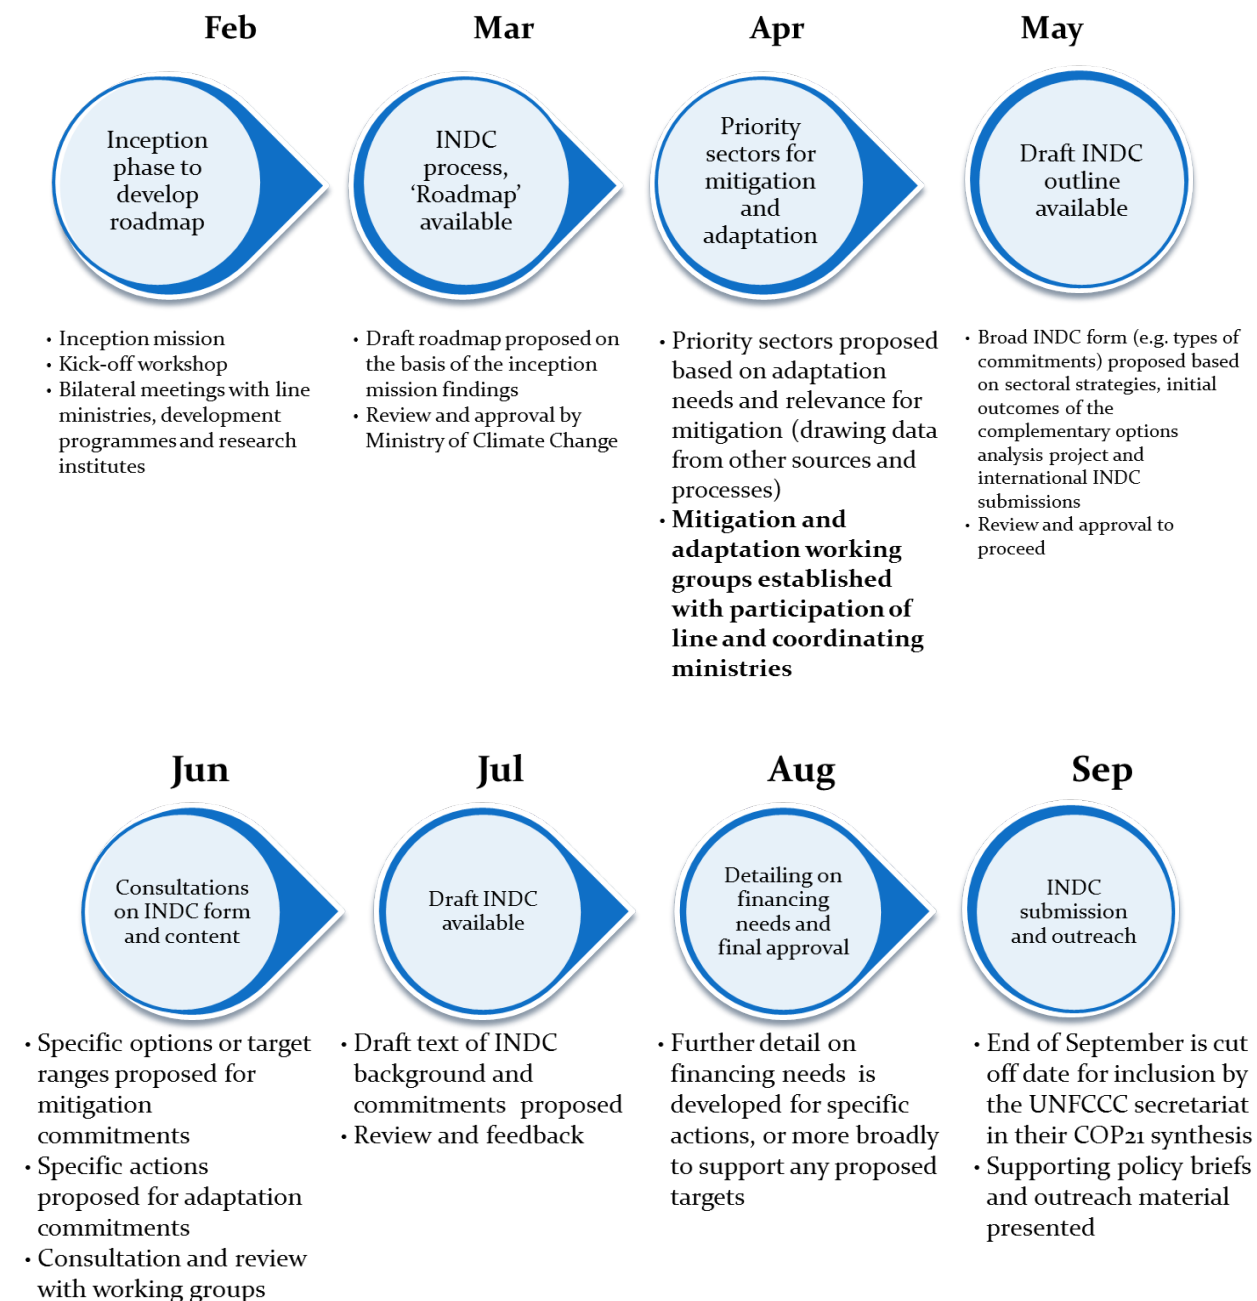 Feb
Mar
Apr
May
Inception
phase to
develop
roadmap
INDC
process,
‘Roadmap’
available
Priority
sectors for
mitigation
and
adaptation
Draft INDC
outline
available
• Inception mission
• Kick-off workshop
• Bilateral meetings with line
ministries, development
programmes and research
institutes
• Draft roadmap proposed on
the basis of the inception
mission findings
• Review and approval by
Ministry of Climate Change
• Priority sectors proposed
based on adaptation
needs and relevance for
mitigation (drawing data
from other sources and
processes)
• Mitigation and
adaptation working
groups established
with participation of
line and coordinating
ministries
• Broad INDC form (e.g. types of
commitments) proposed based
on sectoral strategies, initial
outcomes of the
complementary options
analysis project and
international INDC
submissions
• Review and approval to
proceed
Jun
Jul
Aug
Sep
Consultations
on INDC form
and content
Draft INDC
available
Detailing on
financing
needs and
final approval
INDC
submission
and outreach
• Specific options or target
ranges proposed for
mitigation
commitments
• Specific actions
proposed for adaptation
commitments
• Consultation and review
with working groups
• Draft text of INDC
background and
commitments proposed
• Review and feedback
• Further detail on
financing needs is
developed for specific
actions, or more broadly
to support any proposed
targets
• End of September is cut
off date for inclusion by
the UNFCCC secretariat
in their COP21 synthesis
• Supporting policy briefs
and outreach material
presented